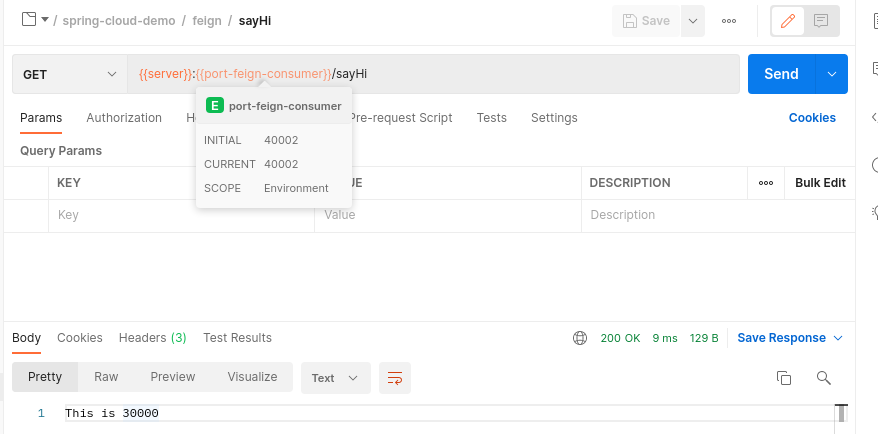 / spring-cloud-demo / feign / sayHi
Save
GET
{{server}}:{{port-feign-consumer}}/sayHi
Send
E port-feign-consumer
INITIAL 40002
CURRENT 40002
SCOPE Environment
Params Authorization Pre-request Script Tests Settings Cookies
Query Params
KEY DESCRIPTION Bulk Edit
Key Value Description
Body Cookies Headers (3) Test Results 200 OK 9 ms 129 B Save Response
Pretty Raw Preview Visualize Text
1 This is 30000